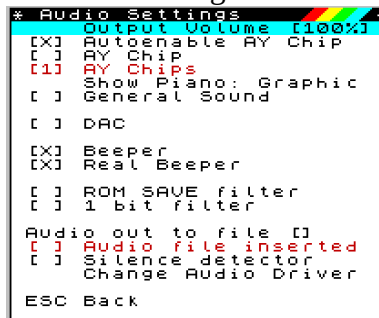 * Audio Settings
Output Volume [100%]
[X] Autoenable AY Chip
[ ] AY Chip
[1] AY Chips
Show Piano: Graphic
[ ] General Sound
[ ] DAC
[X] Beeper
[X] Real Beeper
[ ] ROM SAVE filter
[ ] 1 bit filter
Audio out to file []
[ ] Audio file inserted
[ ] Silence detector
Change Audio Driver
ESC Back